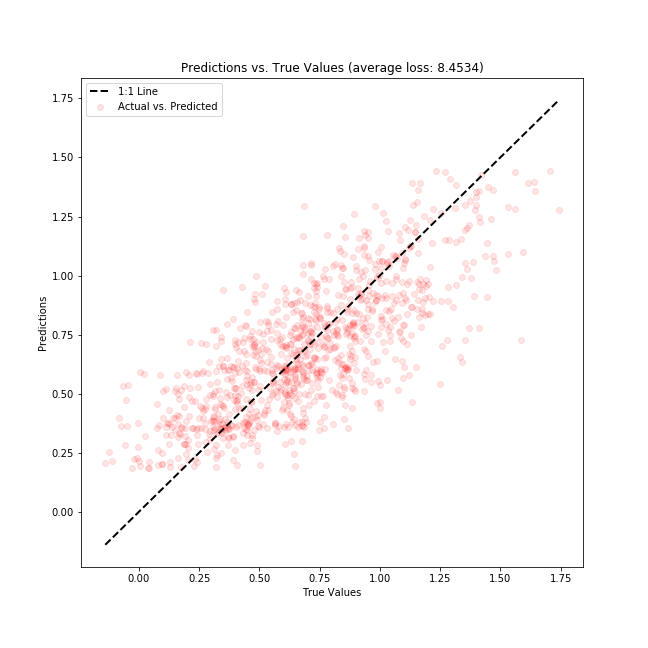 Predictions vs. True Values (average loss: 8.4534)
1:1 Line
Actual vs. Predicted
1.75
1.50
1.25
1.00
0.75
0.50
0.25
0.00
Predictions
0.00 0.25 0.50 0.75 1.00 1.25 1.50 1.75
True Values